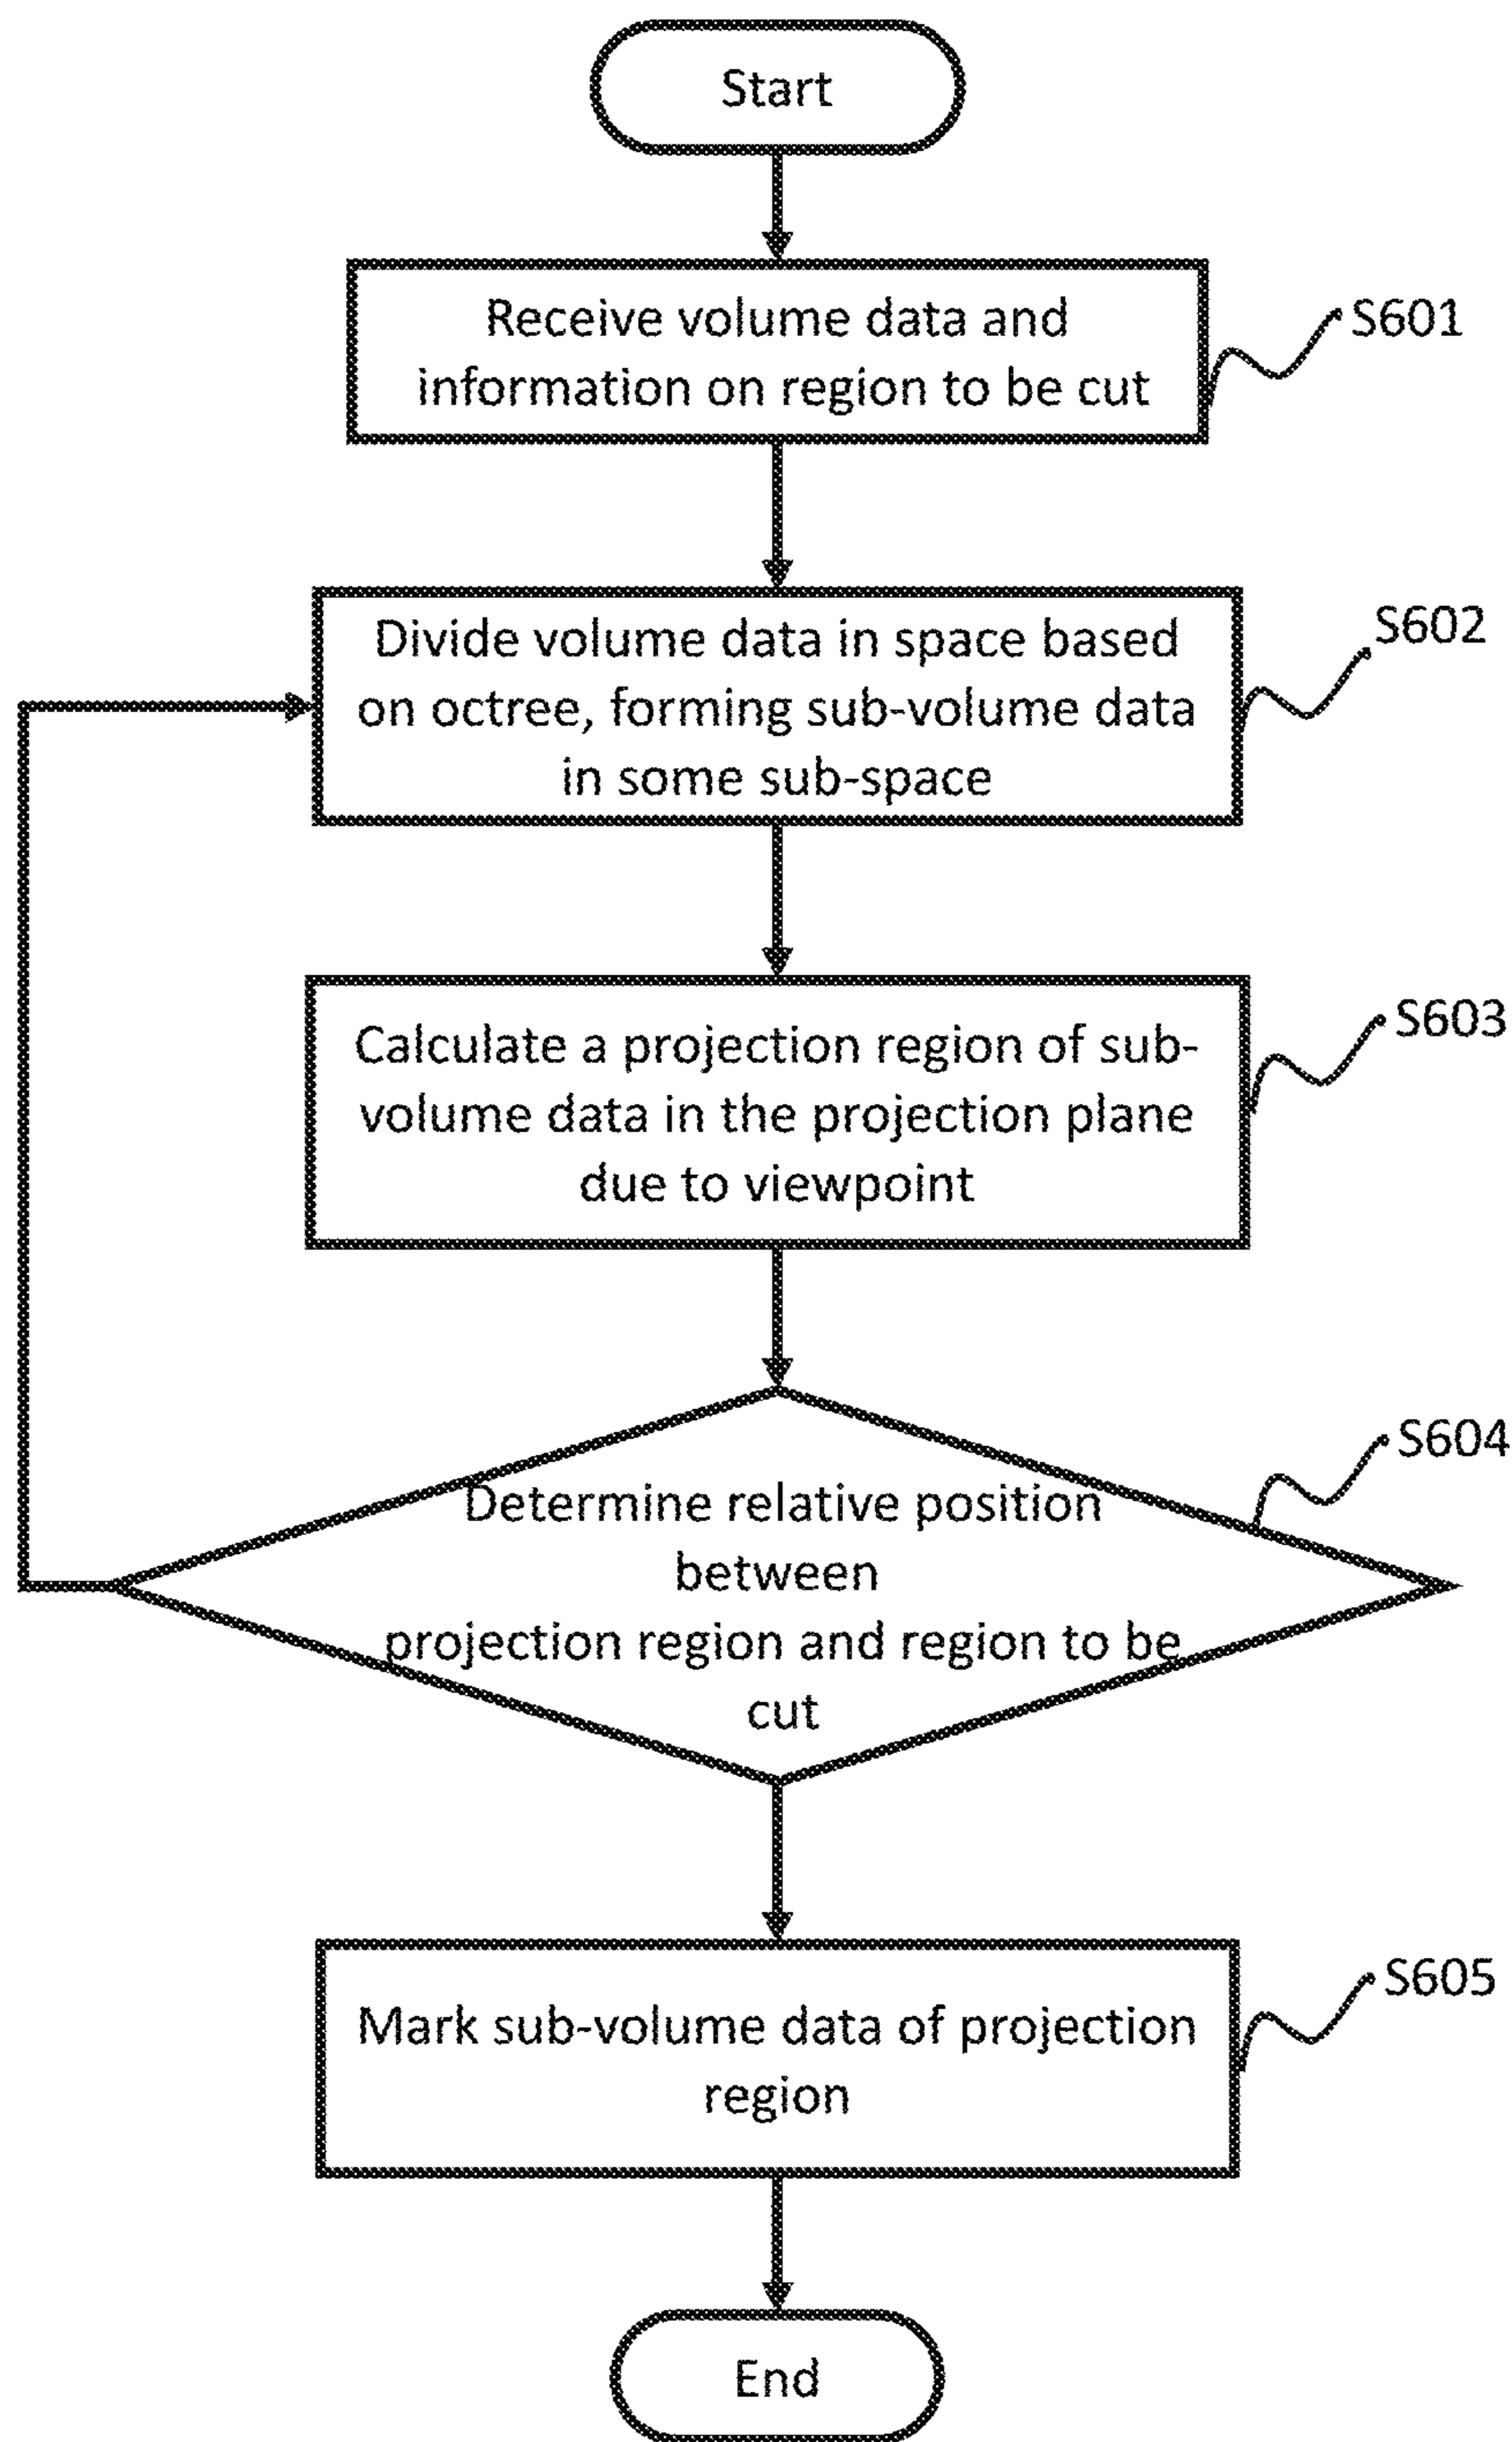 Start
Receive volume data and
information on region to be cut
S601
Divide volume data in space based
on octree, forming sub-volume data
in some sub-space
S602
Calculate a projection region of sub-
volume data in the projection plane
due to viewpoint
S603
Determine relative position
between
projection region and region to be
cut
S604
Mark sub-volume data of projection
region
S605
End